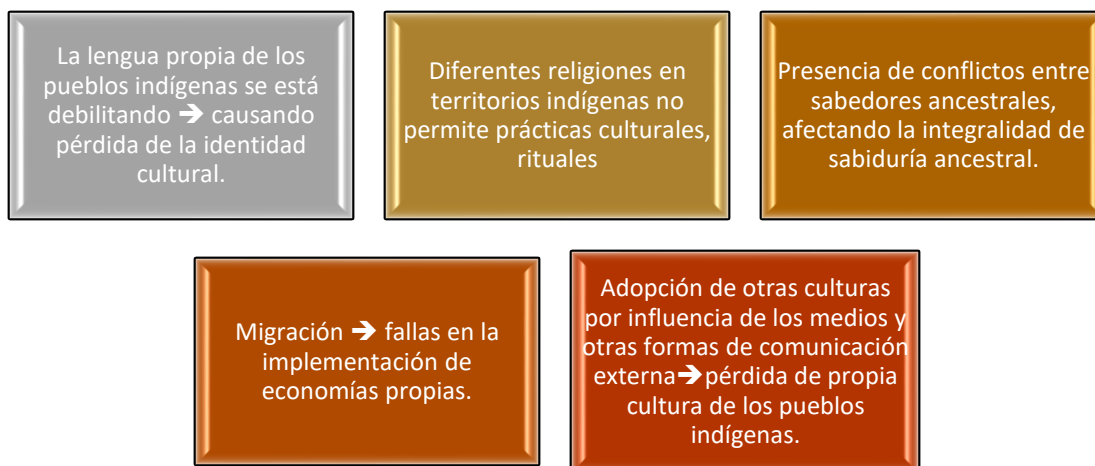 La lengua propia de los
pueblos indígenas se está
debilitando ➔ causando
pérdida de la identidad
cultural.
Diferentes religiones en
territorios indígenas no
permite prácticas culturales,
rituales
Presencia de conflictos entre
sabedores ancestrales,
afectando la integralidad de
sabiduría ancestral.
Migración ➔ fallas en la
implementación de
economías propias.
Adopción de otras culturas
por influencia de los medios y
otras formas de comunicación
externa➔pérdida de propia
cultura de los pueblos
indígenas.